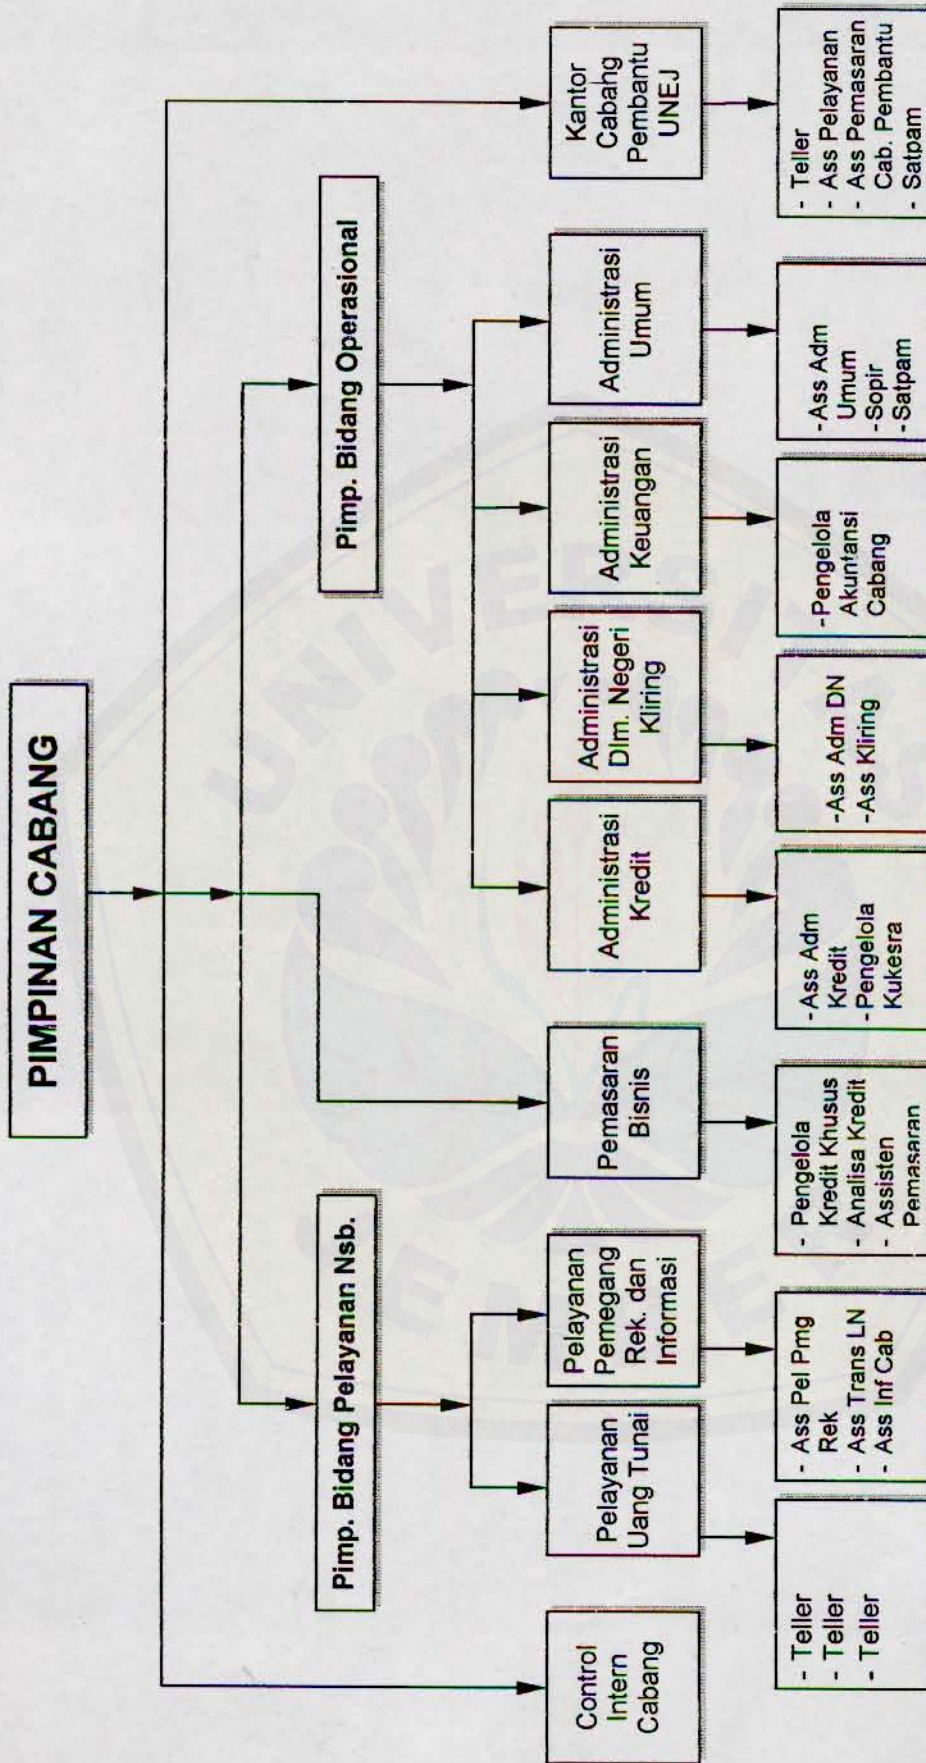 PIMPINAN CABANG
Pimp. Bidang Pelayanan Nsb.
Pimp. Bidang Operasional
Control
Intern
Cabang
Pelayanan
Uang Tunai
Pelayanan
Pemegang
Rek. dan
Informasi
Pemasaran
Bisnis
Administrasi
Kredit
Administrasi
Dlm. Negeri
Kliring
Administrasi
Keuangan
Administrasi
Umum
Kantor
Cabang
Pembantu
UNEJ
- Teller
- Teller
- Teller
- Ass Pel Pmg
Rek
- Ass Trans LN
- Ass Inf Cab
- Pengelola
Kredit Khusus
- Analisa Kredit
- Assisten
Pemasaran
- Ass Adm
Kredit
- Pengelola
Kukesra
- Ass Adm DN
- Ass Kliring
- Pengelola
Akuntansi
Cabang
- Ass Adm
Umum
- Sopir
- Satpam
- Teller
- Ass Pelayanan
- Ass Pemasaran
Cab. Pembantu
- Satpam
UNIVERSITAS
JEMBER